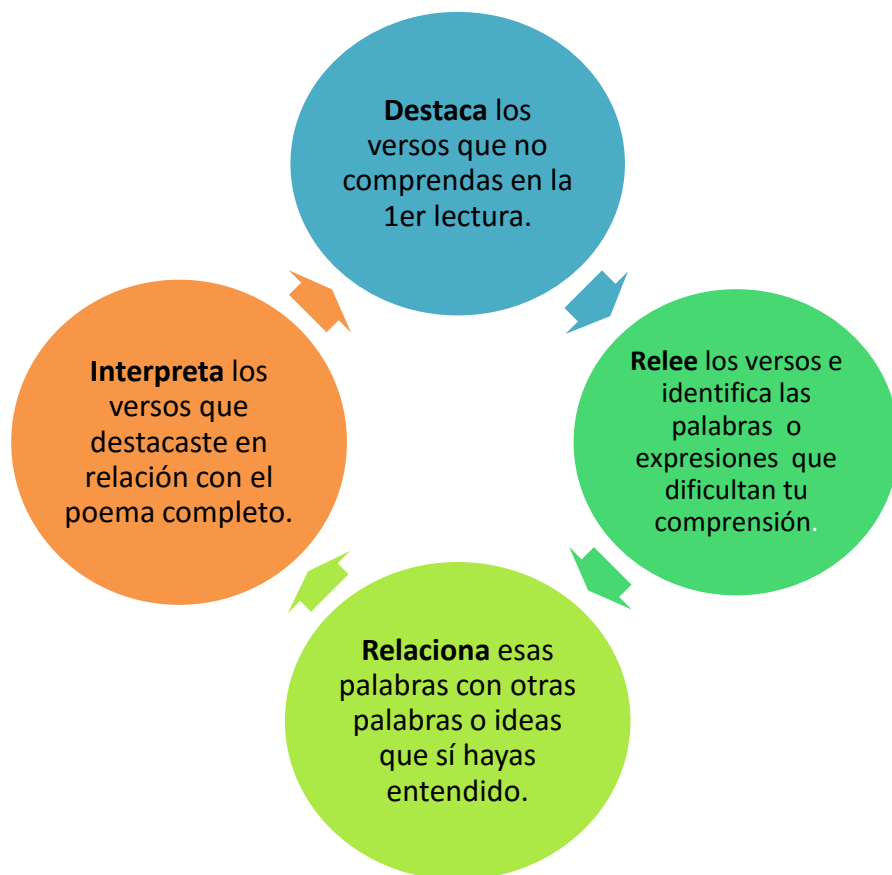 Destaca los
versos que no
comprendas en la
1er lectura.
Relee los versos e
identifica las
palabras o
expresiones que
dificultan tu
comprensión.
Relaciona esas
palabras con otras
palabras o ideas
que sí hayas
entendido.
Interpreta los
versos que
destacaste en
relación con el
poema completo.